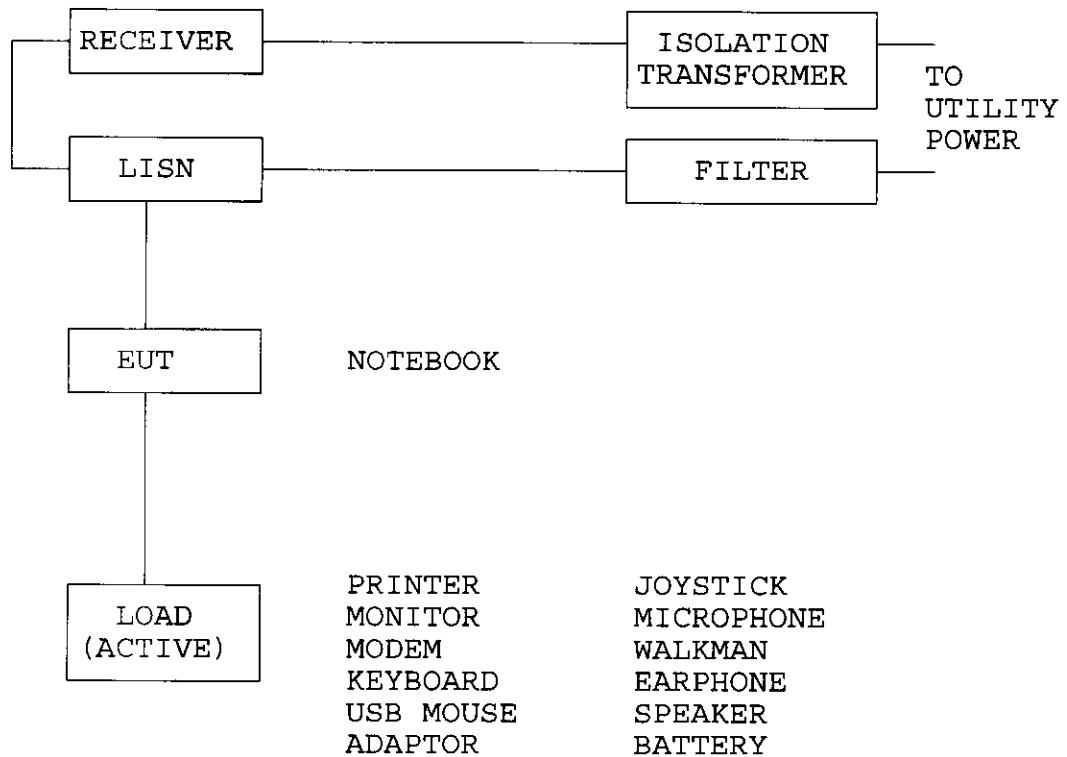 RECEIVER
ISOLATION
TRANSFORMER
TO
UTILITY
POWER
LISN
FILTER
EUT
NOTEBOOK
LOAD
(ACTIVE)
PRINTER
MONITOR
MODEM
KEYBOARD
USB MOUSE
ADAPTOR
JOYSTICK
MICROPHONE
WALKMAN
EARPHONE
SPEAKER
BATTERY